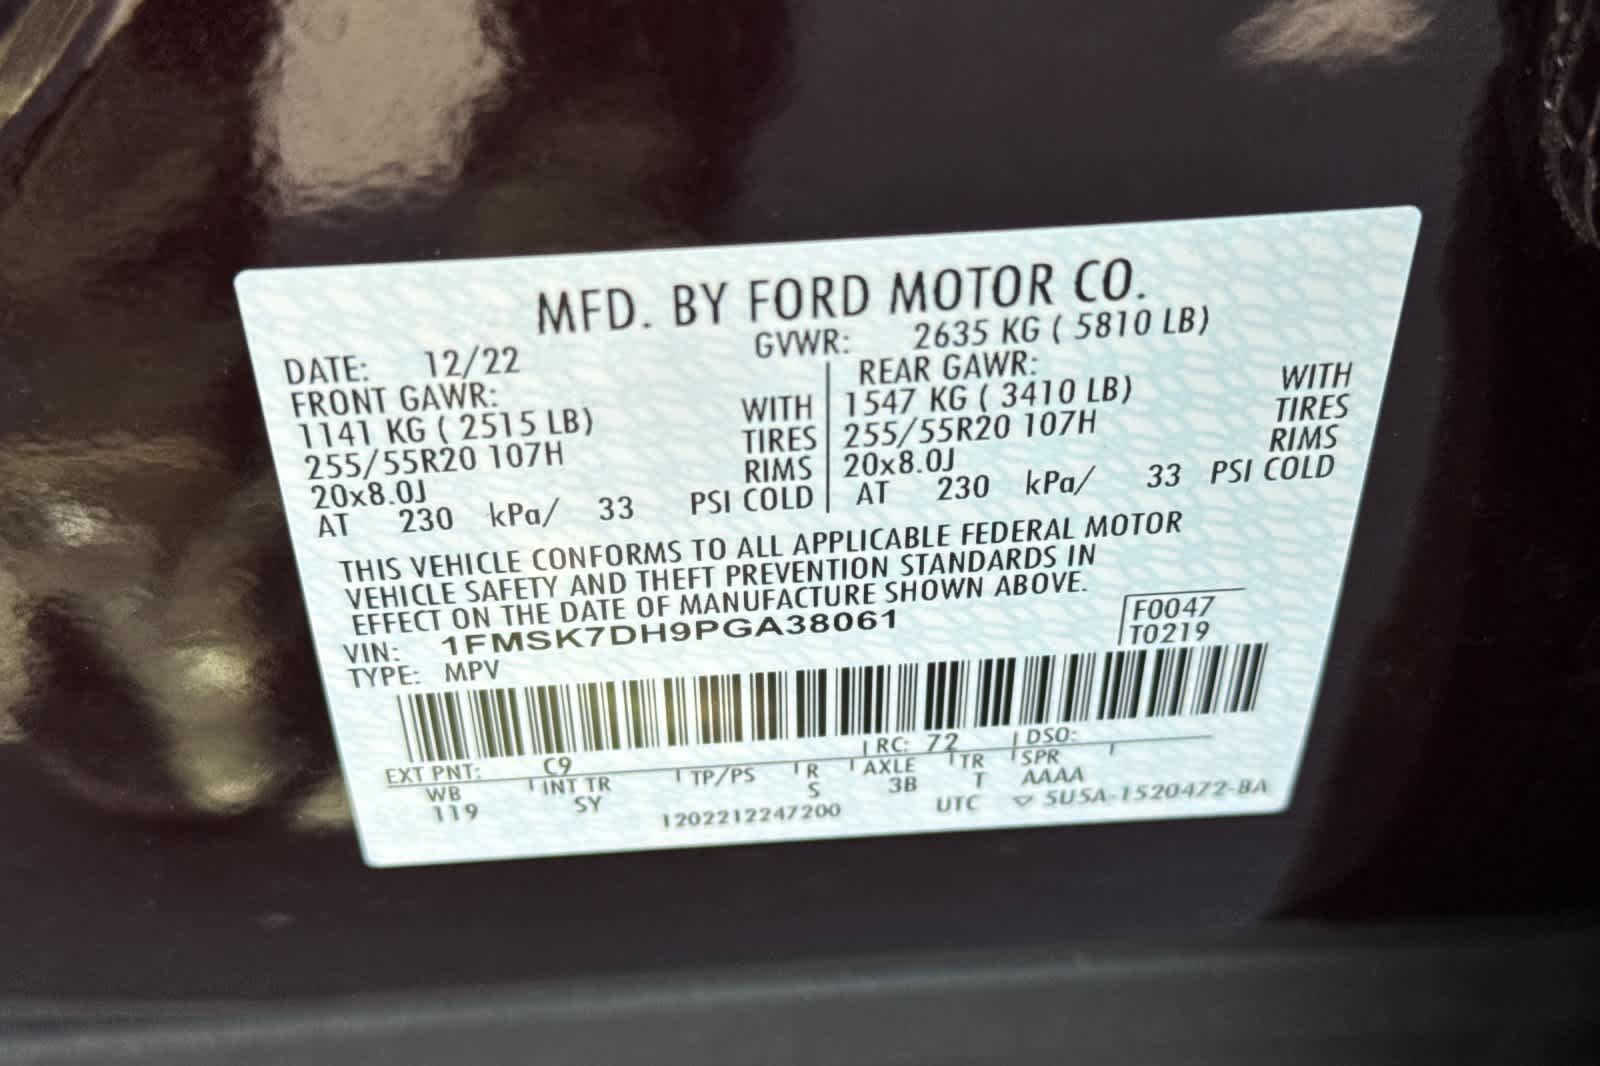 MFD. BY FORD MOTOR CO.
DATE: 12/22 GVWR: 2635 KG ( 5810 LB)
FRONT GAWR: REAR GAWR:
1141 KG ( 2515 LB) WITH 1547 KG ( 3410 LB) WITH
255/55R20 107H TIRES 255/55R20 107H TIRES
20x8.0J RIMS 20x8.0J RIMS
AT 230 kPa/ 33 PSI COLD AT 230 kPa/ 33 PSI COLD
THIS VEHICLE CONFORMS TO ALL APPLICABLE FEDERAL MOTOR
VEHICLE SAFETY AND THEFT PREVENTION STANDARDS IN
EFFECT ON THE DATE OF MANUFACTURE SHOWN ABOVE.
VIN: 1FMSK7DH9PGA38061 F0047
TYPE: MPV T0219
EXT PNT: C9 RC: 72 DSO:
WB INT TR TP/PS R AXLE TR SPR
119 SY S 3B T AAAA
1202212247200 UTC ▽ 5U5A-1520472-BA